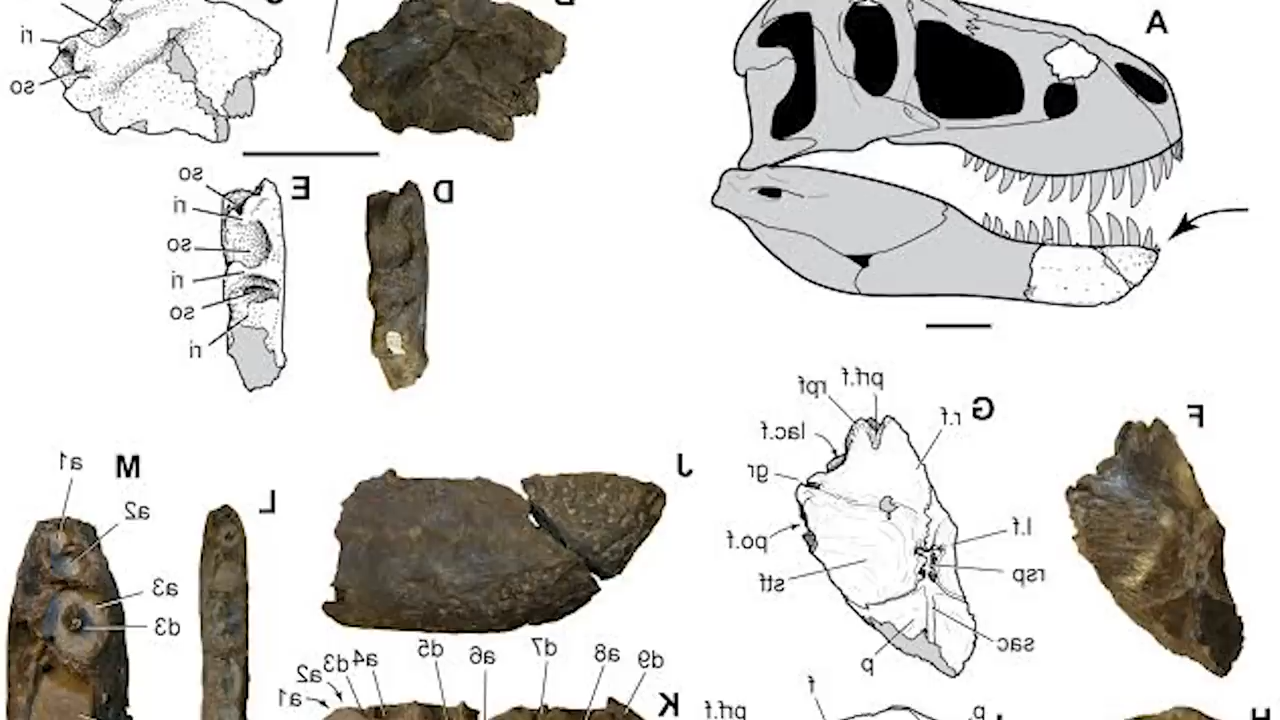 A
B
C
ri
so
D
E
so
ri
so
ri
so
ri
F
G
prf.f
rpf
r.f.
lac.f
gr
po.f
stf
l.f
rsp
sac
p
J
L
M
a1
a2
a3
d3
K
a1
a2
d3
a4
d5
a6
d7
a8
d9
prf.f
f
p
H